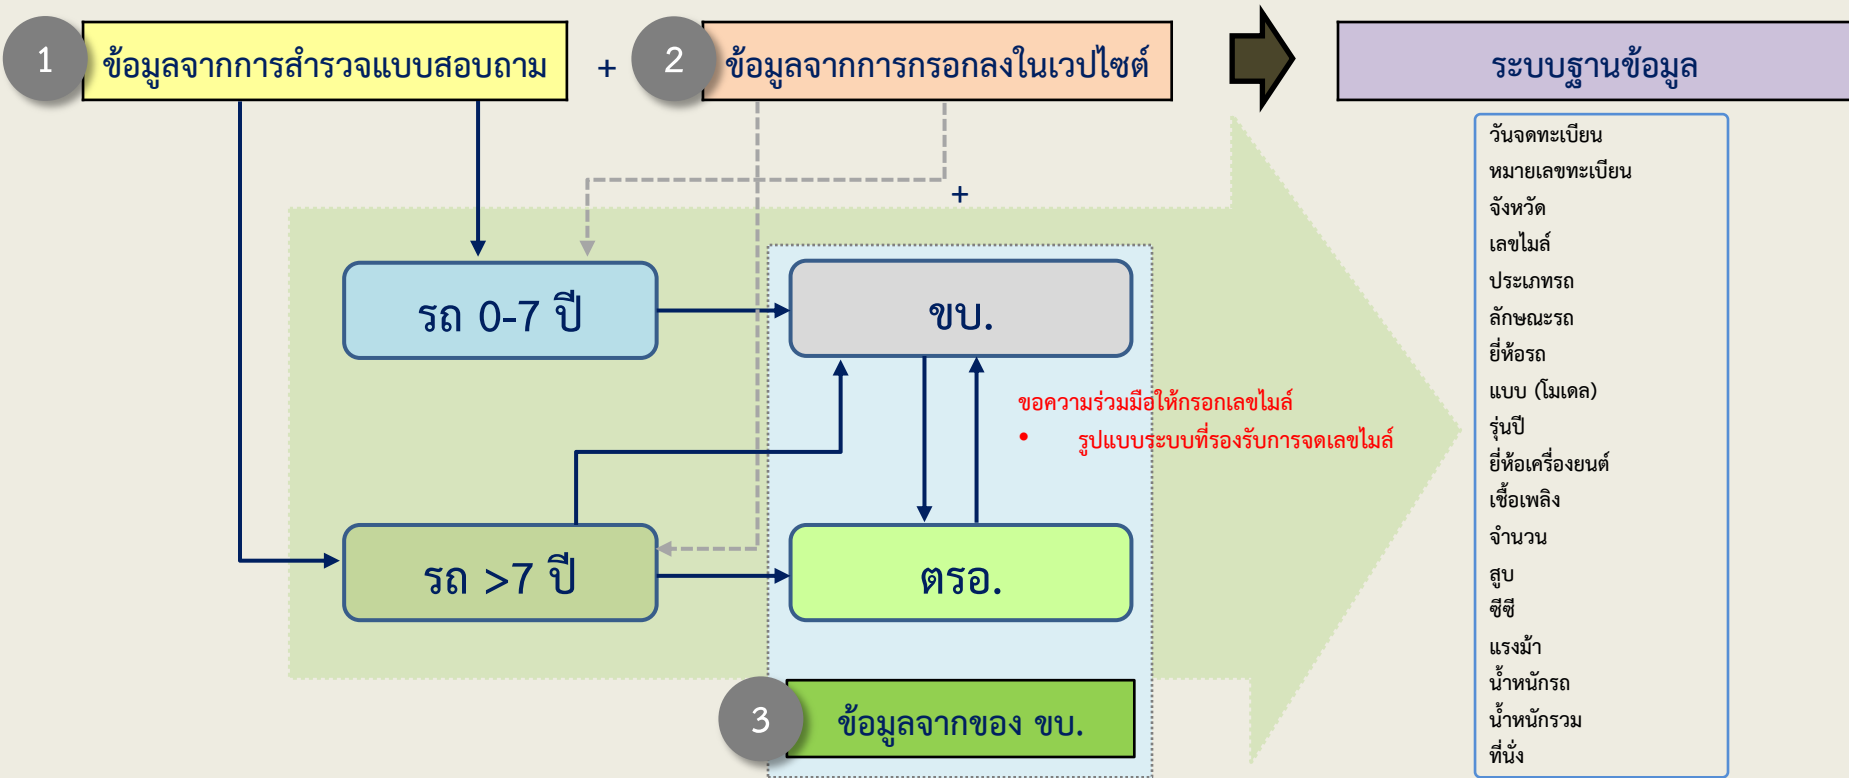 1
ข้อมูลจากการสำรวจแบบสอบถาม
+
2
ข้อมูลจากการกรอกลงในเวปไซต์
ระบบฐานข้อมูล
+
รถ 0-7 ปี
ขบ.
ขอความร่วมมือให้กรอกเลขไมล์
• รูปแบบระบบที่รองรับการจดเลขไมล์
รถ >7 ปี
ตรอ.
3
ข้อมูลจากของ ขบ.
วันจดทะเบียน
หมายเลขทะเบียน
จังหวัด
เลขไมล์
ประเภทรถ
ลักษณะรถ
ยี่ห้อรถ
แบบ (โมเดล)
รุ่นปี
ยี่ห้อเครื่องยนต์
เชื้อเพลิง
จำนวน
สูบ
ซีซี
แรงม้า
น้ำหนักรถ
น้ำหนักรวม
ที่นั่ง